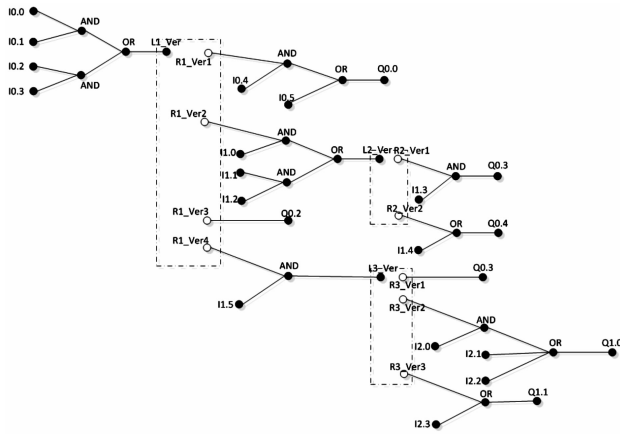 I0.0
AND
I0.1
OR
L1_Ver
I0.2
AND
I0.3
R1_Ver1
AND
OR
Q0.0
I0.4
I0.5
R1_Ver2
AND
OR
L2_Ver
R2_Ver1
I1.0
I1.1
AND
I1.2
AND
Q0.3
I1.3
R2_Ver2
R1_Ver3
Q0.2
OR
Q0.4
I1.4
R1_Ver4
AND
L3_Ver
Q0.3
R3_Ver1
I1.5
R3_Ver2
AND
I2.0
OR
Q1.0
I2.1
I2.2
R3_Ver3
OR
Q1.1
I2.3